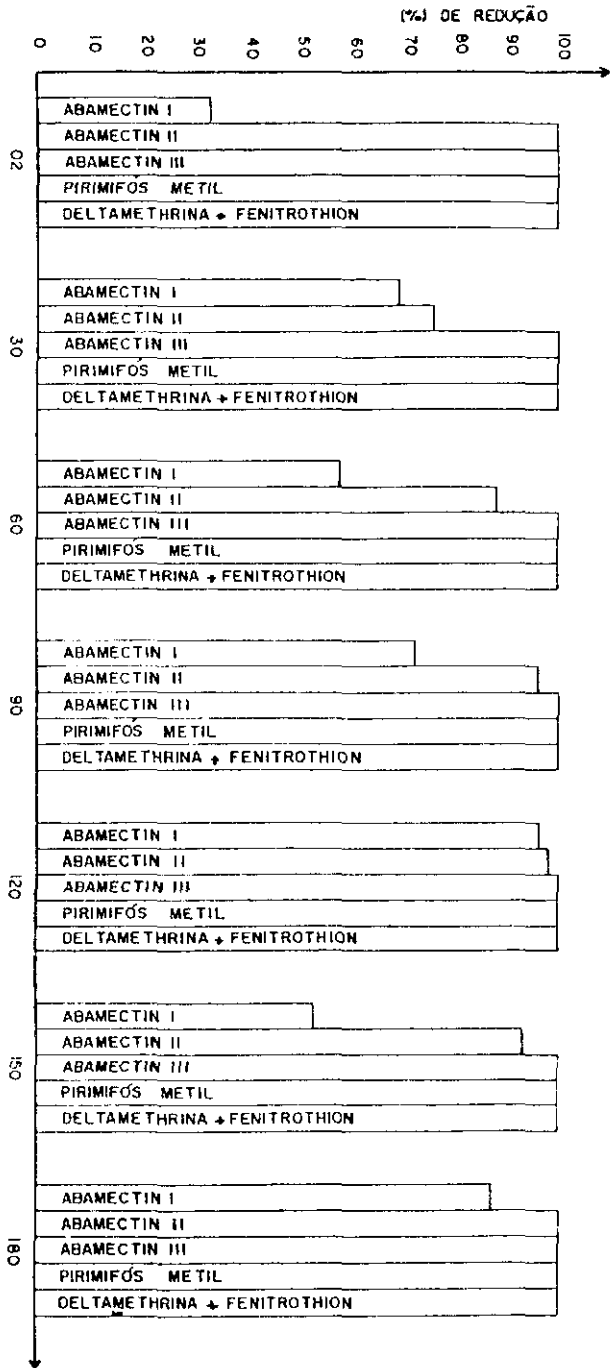 (%) DE REDUÇÃO
0 10 20 30 40 50 60 70 80 90 100
02
ABAMECTIN I
ABAMECTIN II
ABAMECTIN III
PIRIMIFÓS METIL
DELTAMETHRINA + FENITROTHION
30
ABAMECTIN I
ABAMECTIN II
ABAMECTIN III
PIRIMIFÓS METIL
DELTAMETHRINA + FENITROTHION
60
ABAMECTIN I
ABAMECTIN II
ABAMECTIN III
PIRIMIFÓS METIL
DELTAMETHRINA + FENITROTHION
90
ABAMECTIN I
ABAMECTIN II
ABAMECTIN III
PIRIMIFÓS METIL
DELTAMETHRINA + FENITROTHION
120
ABAMECTIN I
ABAMECTIN II
ABAMECTIN III
PIRIMIFÓS METIL
DELTAMETHRINA + FENITROTHION
150
ABAMECTIN I
ABAMECTIN II
ABAMECTIN III
PIRIMIFÓS METIL
DELTAMETHRINA + FENITROTHION
180
ABAMECTIN I
ABAMECTIN II
ABAMECTIN III
PIRIMIFÓS METIL
DELTAMETHRINA + FENITROTHION